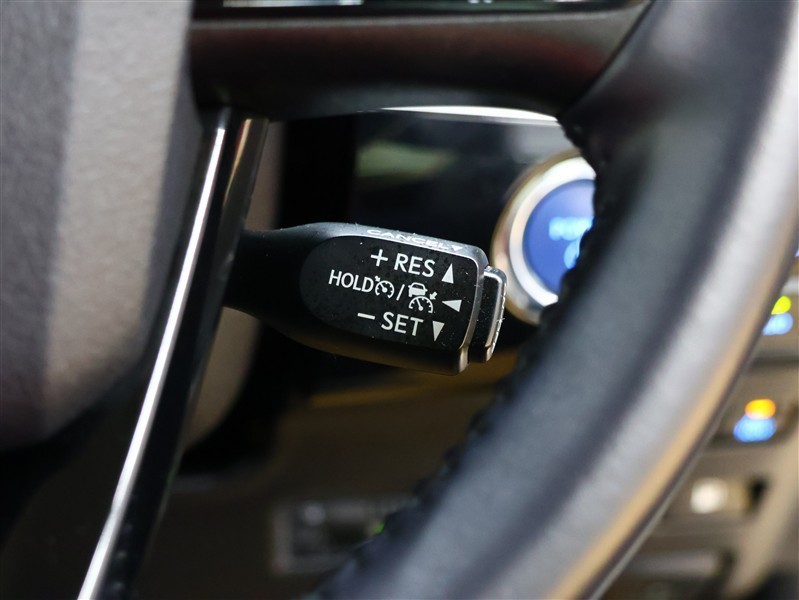 CANCEL▼
+ RES ▲
HOLD / ◀
− SET ▼